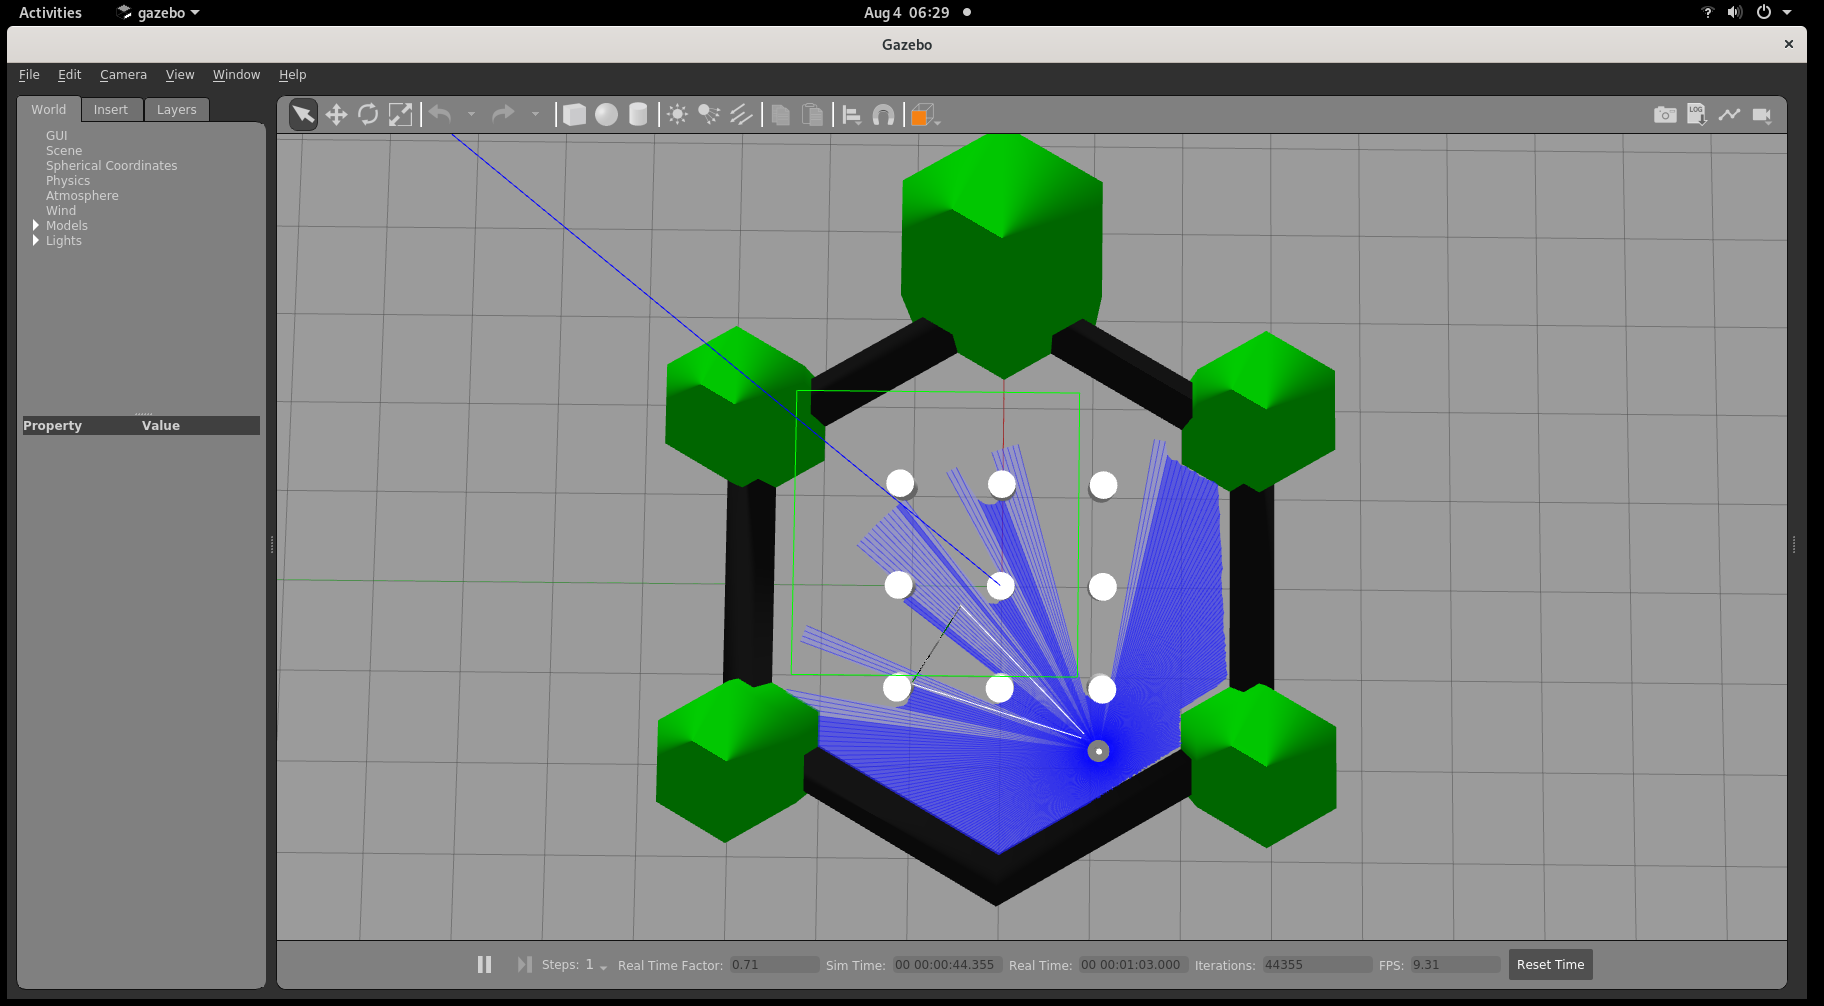 Activities gazebo Aug 4 06:29
Gazebo
File Edit Camera View Window Help
World Insert Layers
GUI
Scene
Spherical Coordinates
Physics
Atmosphere
Wind
Models
Lights
Property Value
LOG
Steps: 1 Real Time Factor: 0.71 Sim Time: 00 00:00:44.355 Real Time: 00 00:01:03.000 Iterations: 44355 FPS: 9.31 Reset Time